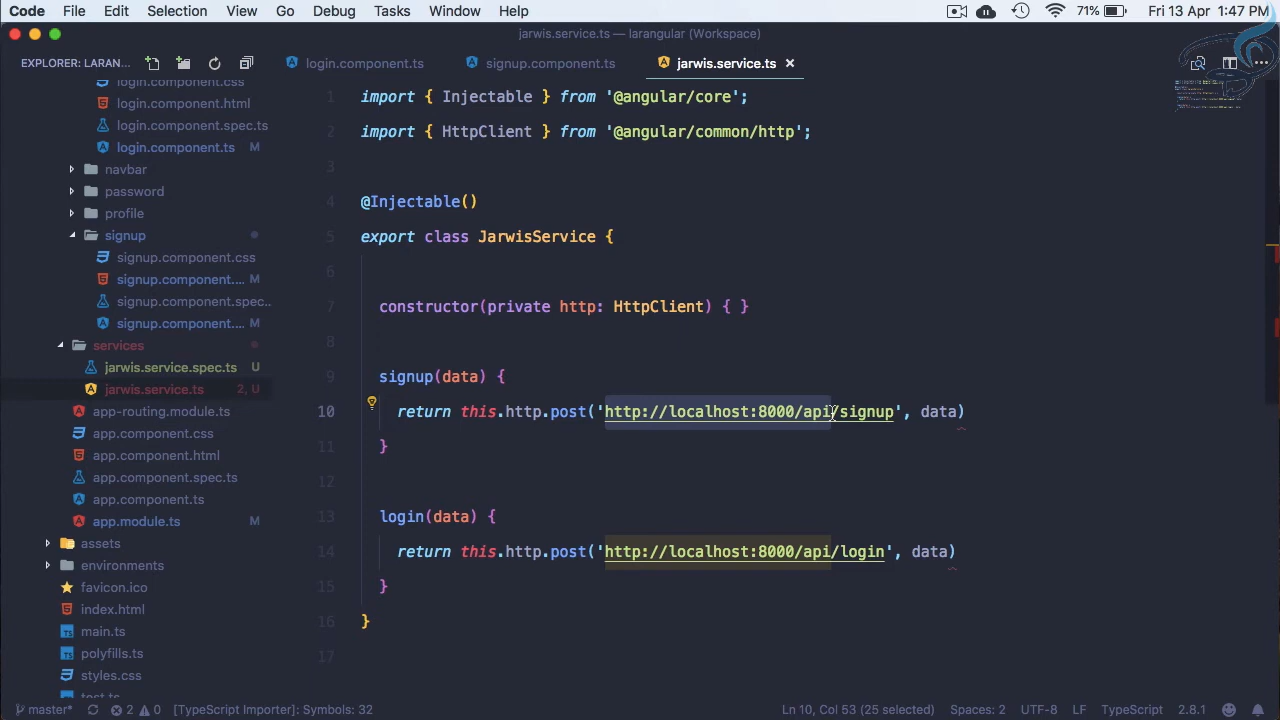 Code File Edit Selection View Go Debug Tasks Window Help 71% Fri 13 Apr 1:47 PM
jarwis.service.ts — larangular (Workspace)
EXPLORER: LARAN... login.component.ts signup.component.ts jarwis.service.ts ×
login.component.css
login.component.html
login.component.spec.ts
login.component.ts M
navbar
password
profile
signup
signup.component.css
signup.component.... M
signup.component.spec...
signup.component.... M
services
jarwis.service.spec.ts U
jarwis.service.ts 2, U
app-routing.module.ts
app.component.css
app.component.html
app.component.spec.ts
app.component.ts
app.module.ts M
assets
environments
favicon.ico
index.html
main.ts
polyfills.ts
styles.css
test.ts
1 import { Injectable } from '@angular/core';
2 import { HttpClient } from '@angular/common/http';
3
4 @Injectable()
5 export class JarwisService {
6
7 constructor(private http: HttpClient) { }
8
9 signup(data) {
10 return this.http.post('http://localhost:8000/api/signup', data)
11 }
12
13 login(data) {
14 return this.http.post('http://localhost:8000/api/login', data)
15 }
16 }
17
master* 2 0 [TypeScript Importer]: Symbols: 32 Ln 10, Col 53 (25 selected) Spaces: 2 UTF-8 LF TypeScript 2.8.1